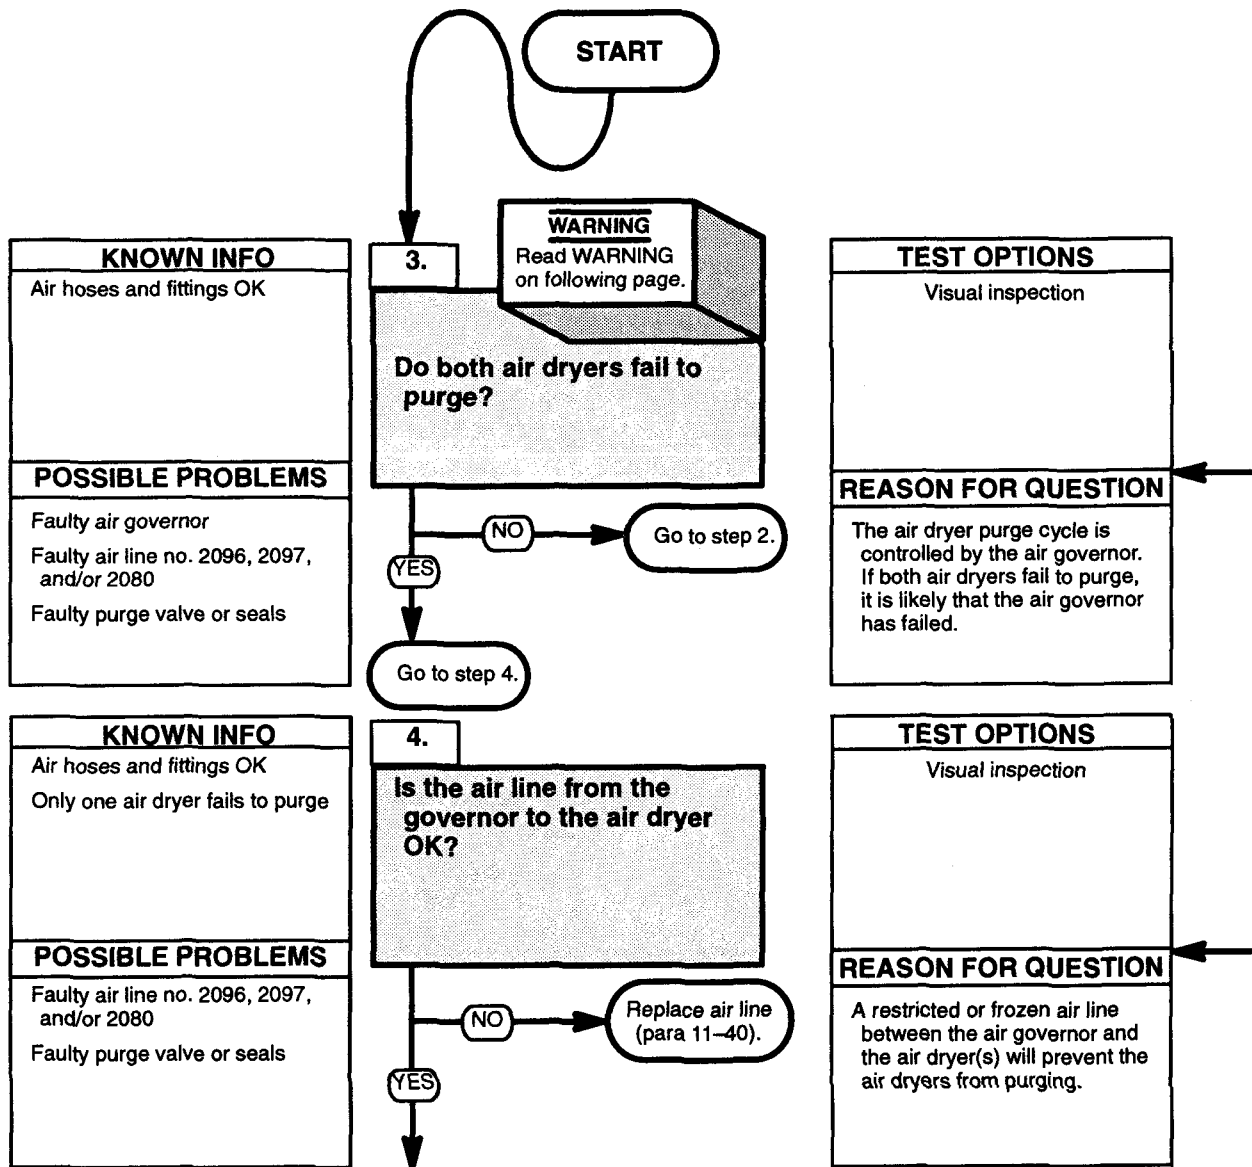 START
WARNING
Read WARNING
on following page.
KNOWN INFO
Air hoses and fittings OK
POSSIBLE PROBLEMS
Faulty air governor
Faulty air line no. 2096, 2097,
and/or 2080
Faulty purge valve or seals
3.
Do both air dryers fail to
purge?
NO
Go to step 2.
YES
Go to step 4.
TEST OPTIONS
Visual inspection
REASON FOR QUESTION
The air dryer purge cycle is
controlled by the air governor.
If both air dryers fail to purge,
it is likely that the air governor
has failed.
KNOWN INFO
Air hoses and fittings OK
Only one air dryer fails to purge
POSSIBLE PROBLEMS
Faulty air line no. 2096, 2097,
and/or 2080
Faulty purge valve or seals
4.
Is the air line from the
governor to the air dryer
OK?
NO
Replace air line
(para 11–40).
YES
TEST OPTIONS
Visual inspection
REASON FOR QUESTION
A restricted or frozen air line
between the air governor and
the air dryer(s) will prevent the
air dryers from purging.